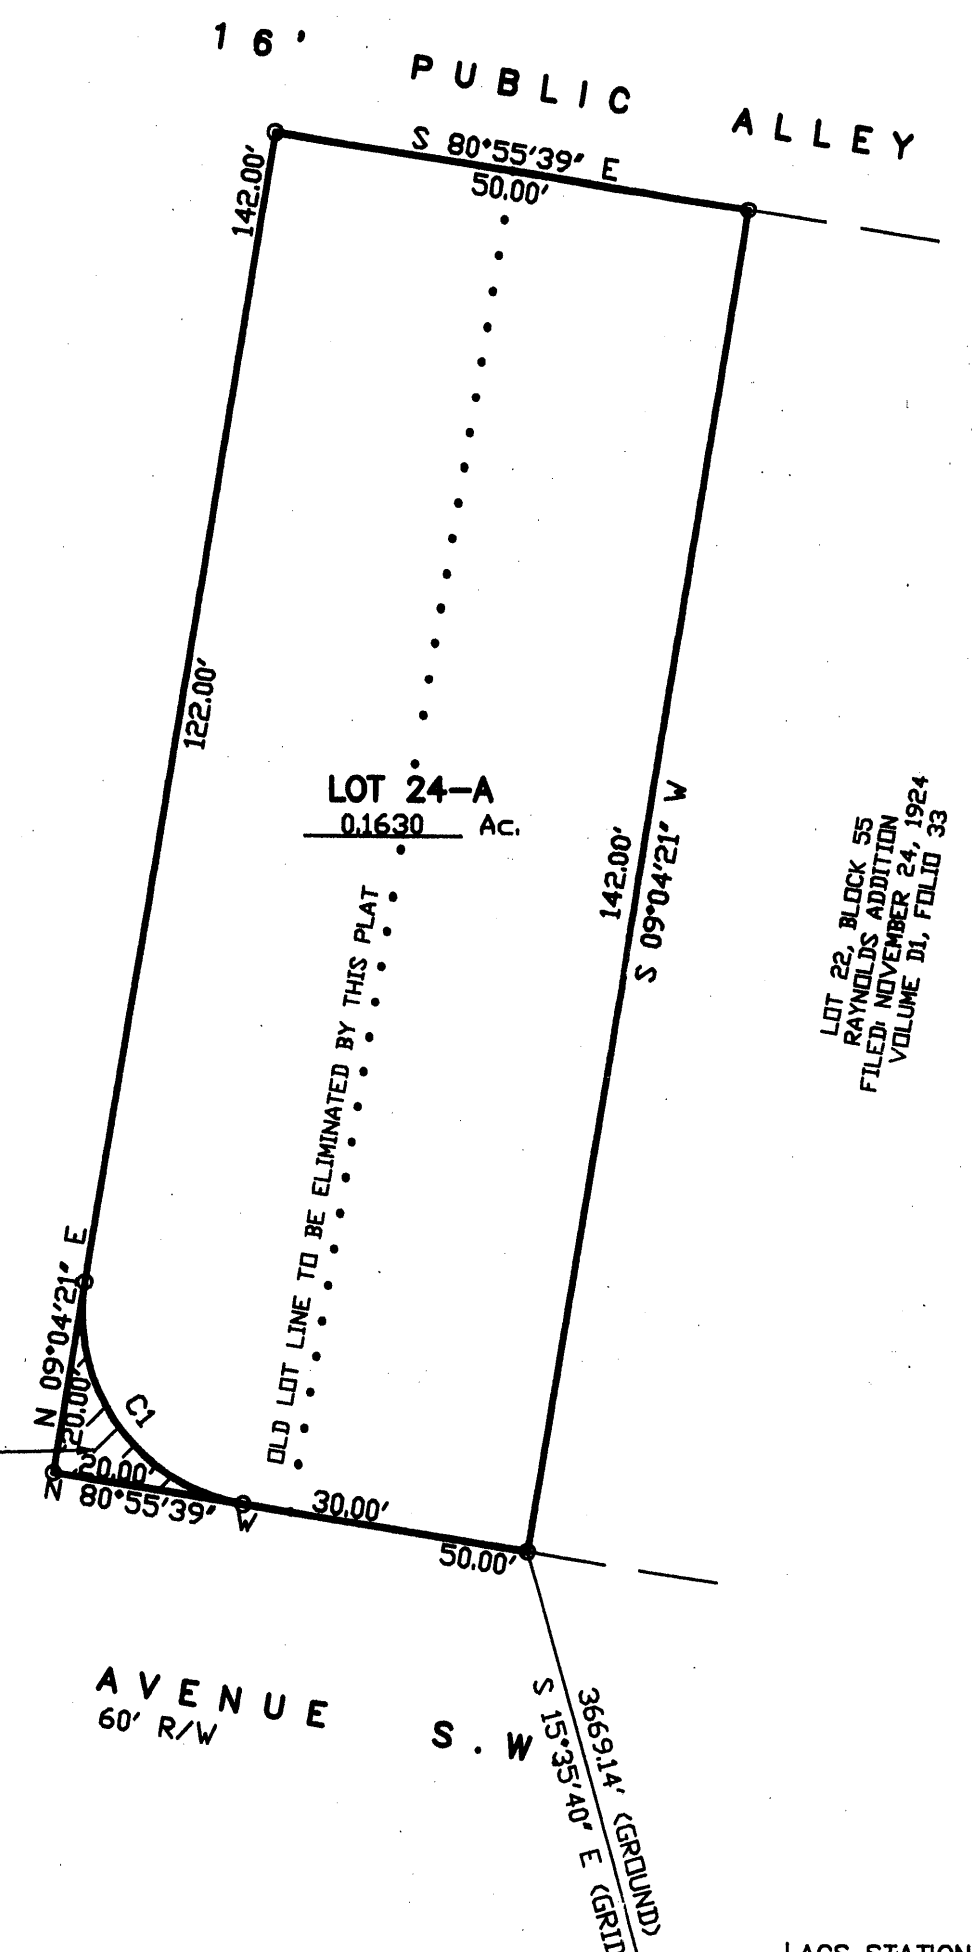 16' PUBLIC ALLEY
S 80°55'39" E
50.00'
142.00'
122.00'
LOT 24-A
0.1630 Ac.
142.00'
S 09°04'21" W
LOT 22, BLOCK 55
RAYNOLDS ADDITION
FILED: NOVEMBER 24, 1924
VOLUME D1, FOLIO 33
OLD LOT LINE TO BE ELIMINATED BY THIS PLAT
N 09°04'21" E
20.00'
C1
20.00'
N 80°55'39" W
30.00'
50.00'
AVENUE S.W
60' R/W
3669.14' (GROUND)
S 15°35'40" E (GRID